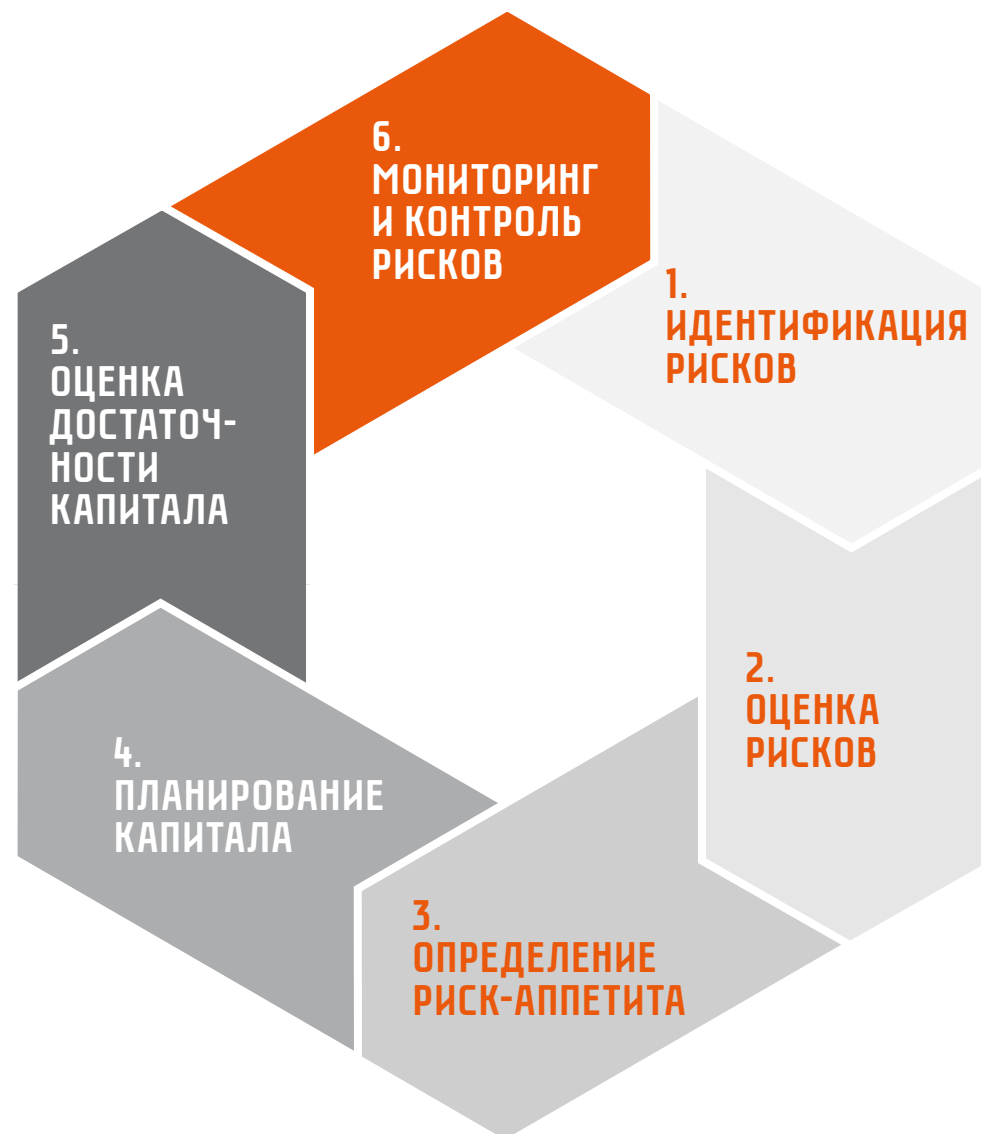 6.
МОНИТОРИНГ
И КОНТРОЛЬ
РИСКОВ
1.
ИДЕНТИФИКАЦИЯ
РИСКОВ
5.
ОЦЕНКА
ДОСТАТОЧ-
НОСТИ
КАПИТАЛА
2.
ОЦЕНКА
РИСКОВ
4.
ПЛАНИРОВАНИЕ
КАПИТАЛА
3.
ОПРЕДЕЛЕНИЕ
РИСК-АППЕТИТА